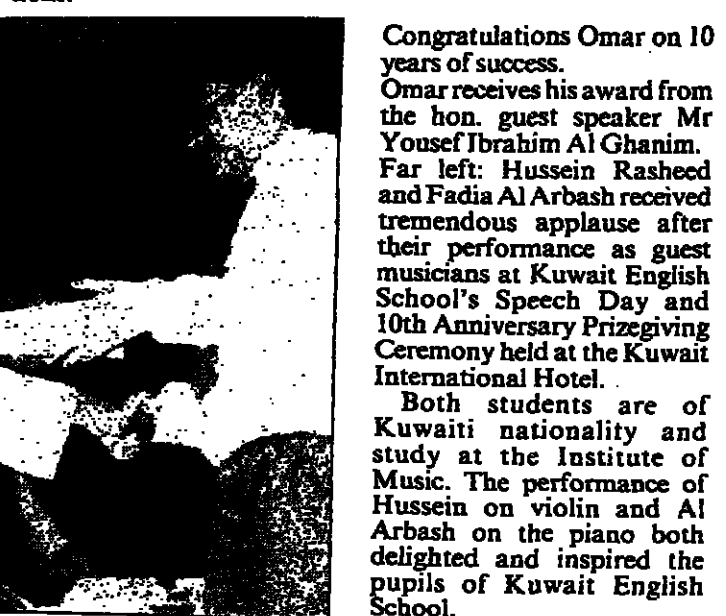 Congratulations Omar on 10
years of success.
Omar receives his award from
the hon. guest speaker Mr
Yousef Ibrahim Al Ghanim.
Far left: Hussein Rasheed
and Fadia Al Arbash received
tremendous applause after
their performance as guest
musicians at Kuwait English
School's Speech Day and
10th Anniversary Prizegiving
Ceremony held at the Kuwait
International Hotel.
Both students are of
Kuwaiti nationality and
study at the Institute of
Music. The performance of
Hussein on violin and Al
Arbash on the piano both
delighted and inspired the
pupils of Kuwait English
School.